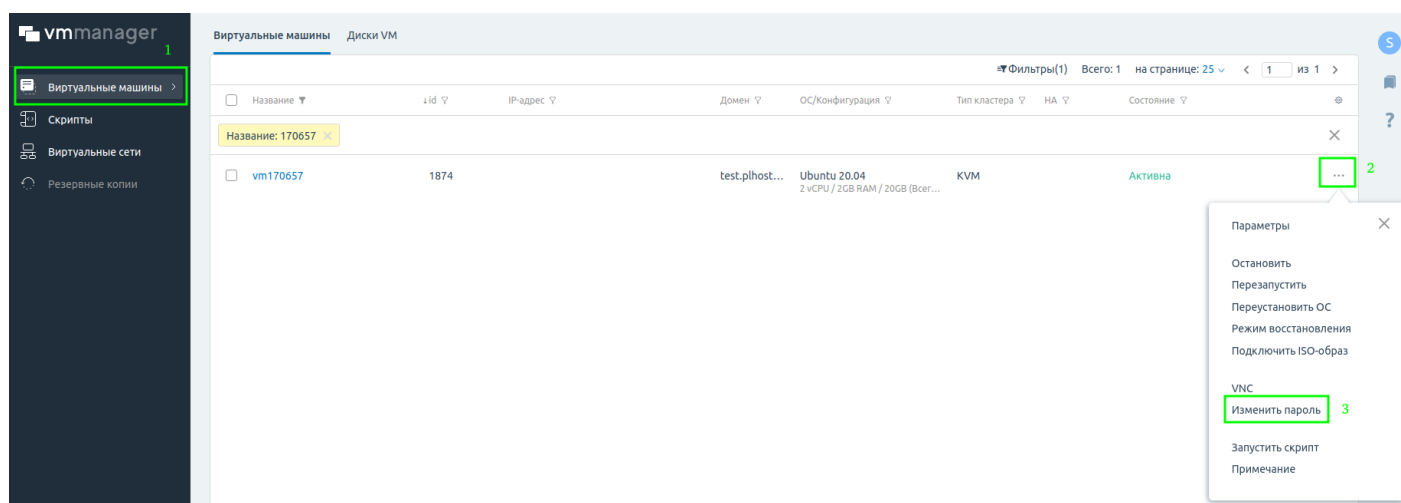 vmmanager
1
Виртуальные машины
Скрипты
Виртуальные сети
Резервные копии
Виртуальные машины Диски VM
Фильтры(1) Всего: 1 на странице: 25 < 1 из 1 >
Название ↓id IP-адрес Домен ОС/Конфигурация Тип кластера HA Состояние
Название: 170657
vm170657 1874 test.plhost... Ubuntu 20.04 KVM Активна ... 2
2 vCPU / 2GB RAM / 20GB (Всег...
S
?
Параметры
Остановить
Перезапустить
Переустановить ОС
Режим восстановления
Подключить ISO-образ
VNC
Изменить пароль 3
Запустить скрипт
Примечание